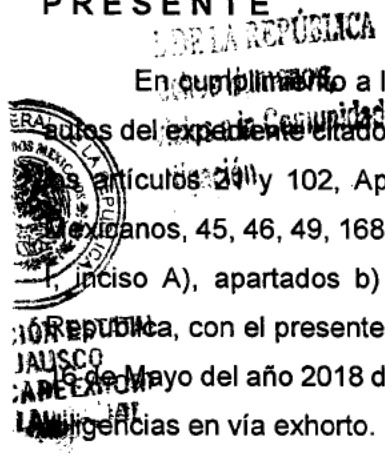 PRESENTE
DE LA REPÚBLICA
En cumplimiento a l
autos del expediente citado
artículos 21 y 102, Ap
Mexicanos, 45, 46, 49, 168
I, inciso A), apartados b)
República, con el presente
JALISCO
16 de Mayo del año 2018 d
diligencias en vía exhorto.